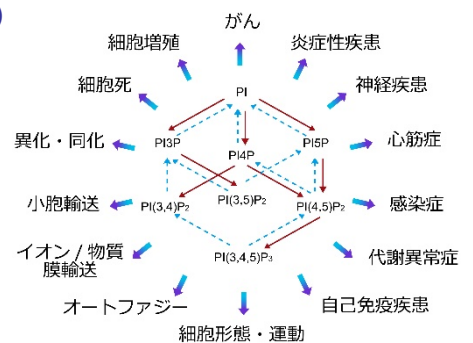 がん
細胞増殖
炎症性疾患
細胞死
PI
神経疾患
異化・同化
PI3P
PI4P
PI5P
心筋症
小胞輸送
PI(3,4)P₂
PI(3,5)P₂
PI(4,5)P₂
感染症
イオン / 物質
膜輸送
PI(3,4,5)P₃
代謝異常症
オートファジー
自己免疫疾患
細胞形態・運動